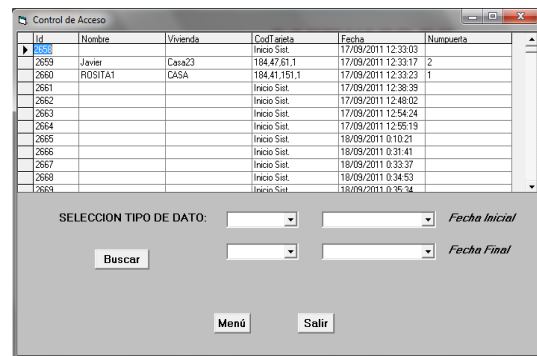 Control de Acceso
Id Nombre Vivienda CodTarjeta Fecha Numpuerta
2658 Inicio Sist. 17/09/2011 12:33:03
2659 Javier Casa23 184,47,61,1 17/09/2011 12:33:17 2
2660 ROSITA1 CASA 184,41,151,1 17/09/2011 12:33:23 1
2661 Inicio Sist. 17/09/2011 12:38:39
2662 Inicio Sist. 17/09/2011 12:48:02
2663 Inicio Sist. 17/09/2011 12:54:24
2664 Inicio Sist. 17/09/2011 12:55:19
2665 Inicio Sist. 18/09/2011 0:10:21
2666 Inicio Sist. 18/09/2011 0:31:41
2667 Inicio Sist. 18/09/2011 0:33:37
2668 Inicio Sist. 18/09/2011 0:34:53
2669 Inicio Sist. 18/09/2011 0:35:34
SELECCION TIPO DE DATO: Fecha Inicial
Buscar Fecha Final
Menú Salir